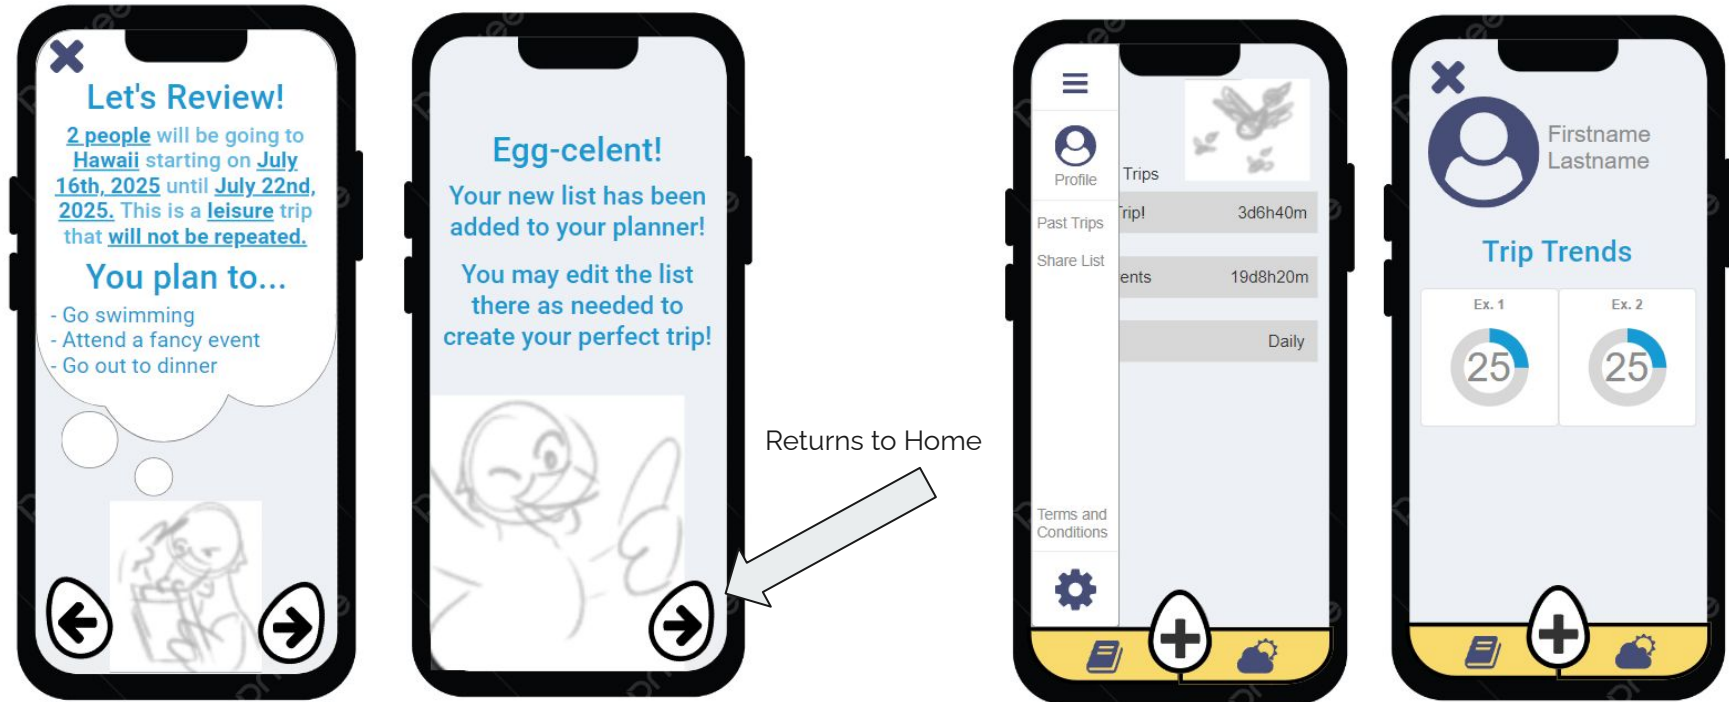 Let's Review!
2 people will be going to
Hawaii starting on July
16th, 2025 until July 22nd,
2025. This is a leisure trip
that will not be repeated.
You plan to...
- Go swimming
- Attend a fancy event
- Go out to dinner
Egg-celent!
Your new list has been
added to your planner!
You may edit the list
there as needed to
create your perfect trip!
Returns to Home
Profile
Past Trips
Share List
Terms and
Conditions
Trips
Trip! 3d6h40m
ents 19d8h20m
Daily
Firstname
Lastname
Trip Trends
Ex. 1
25
Ex. 2
25